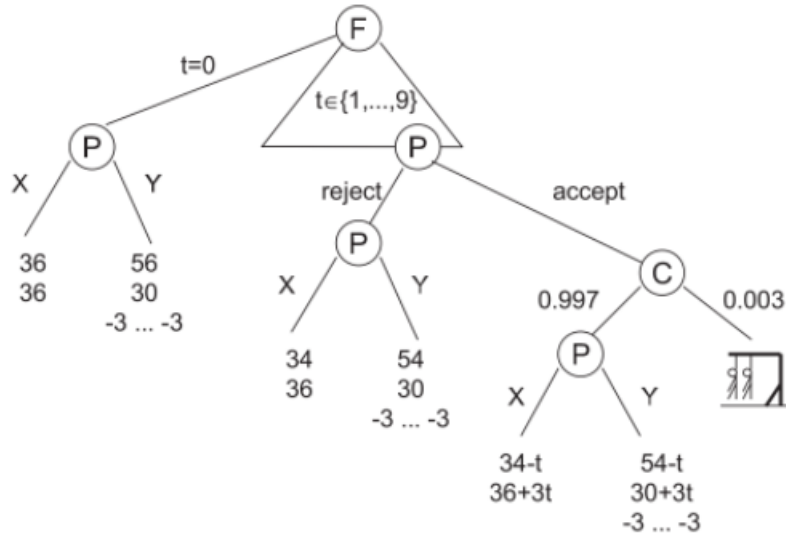 F
t=0
t∈{1,...,9}
P
P
X
Y
reject
accept
36
36
56
30
-3 ... -3
P
C
X
Y
0.997
0.003
34
36
54
30
-3 ... -3
P
X
Y
34-t
36+3t
54-t
30+3t
-3 ... -3